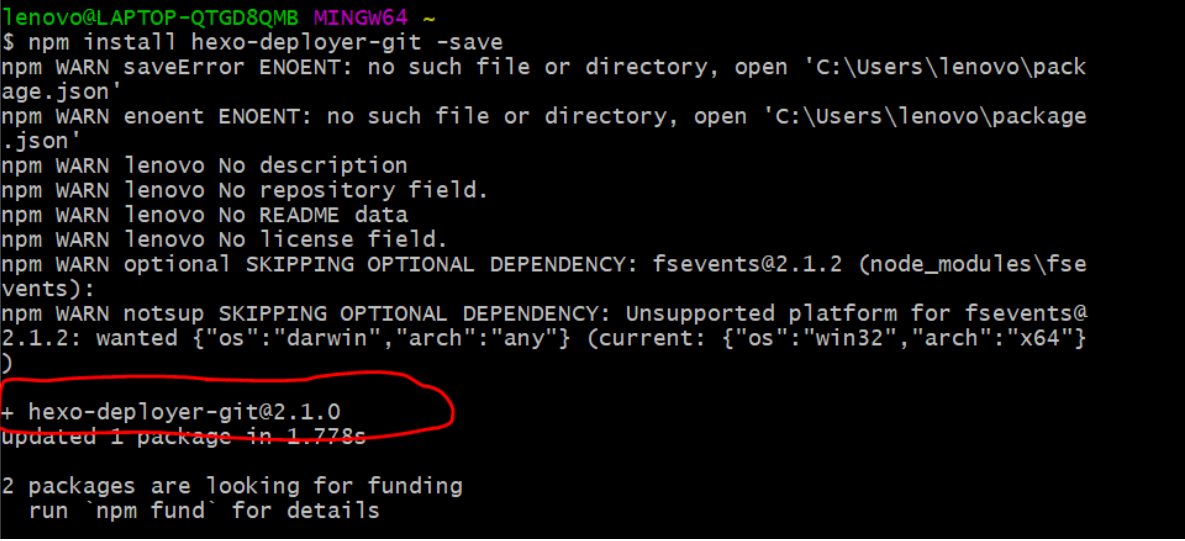 lenovo@LAPTOP-QTGD8QMB MINGW64 ~
$ npm install hexo-deployer-git -save
npm WARN saveError ENOENT: no such file or directory, open 'C:\Users\lenovo\pack
age.json'
npm WARN enoent ENOENT: no such file or directory, open 'C:\Users\lenovo\package
.json'
npm WARN lenovo No description
npm WARN lenovo No repository field.
npm WARN lenovo No README data
npm WARN lenovo No license field.
npm WARN optional SKIPPING OPTIONAL DEPENDENCY: fsevents@2.1.2 (node_modules\fse
vents):
npm WARN notsup SKIPPING OPTIONAL DEPENDENCY: Unsupported platform for fsevents@
2.1.2: wanted {"os":"darwin","arch":"any"} (current: {"os":"win32","arch":"x64"}
)
+ hexo-deployer-git@2.1.0
updated 1 package in 1.778s
2 packages are looking for funding
run `npm fund` for details